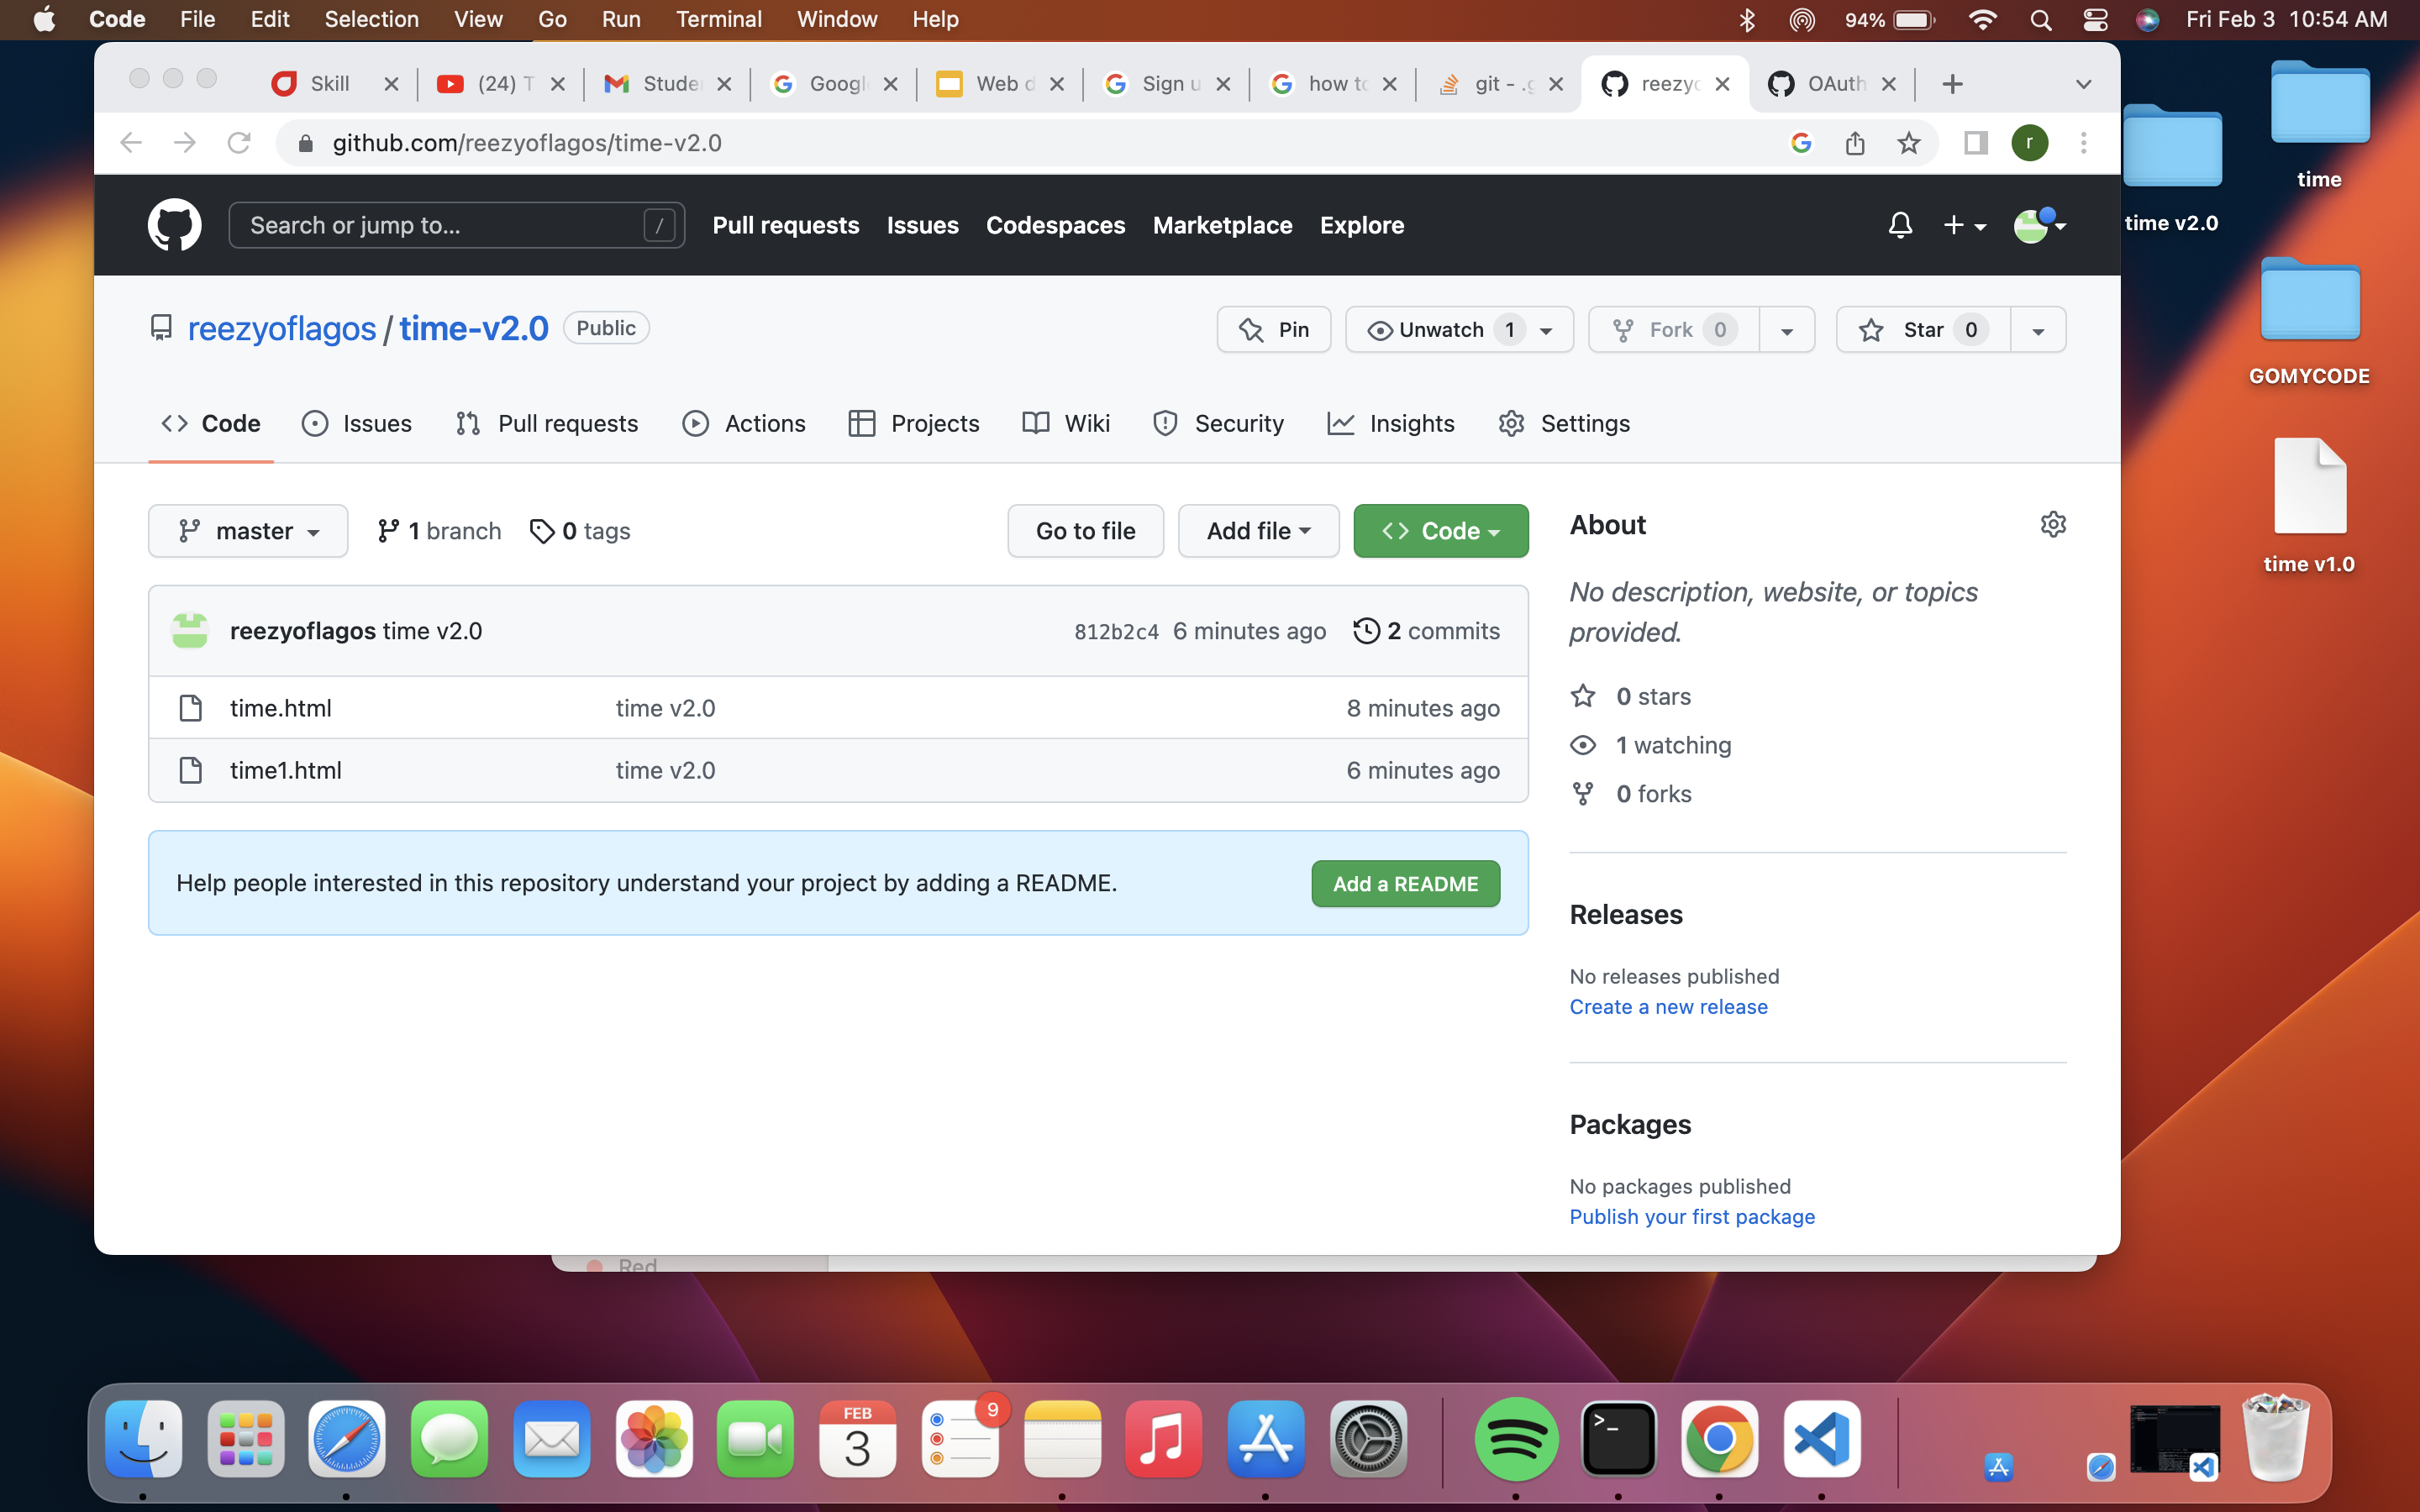 Code File Edit Selection View Go Run Terminal Window Help 94% Fri Feb 3 10:54 AM
Skill (24) T Stude Googl Web d Sign u how to git - .g reezyo OAuth
github.com/reezyoflagos/time-v2.0 r
Search or jump to... / Pull requests Issues Codespaces Marketplace Explore
reezyoflagos / time-v2.0 Public Pin Unwatch 1 Fork 0 Star 0
Code Issues Pull requests Actions Projects Wiki Security Insights Settings
master 1 branch 0 tags Go to file Add file Code
reezyoflagos time v2.0 812b2c4 6 minutes ago 2 commits
time.html time v2.0 8 minutes ago
time1.html time v2.0 6 minutes ago
Help people interested in this repository understand your project by adding a README. Add a README
About
No description, website, or topics
provided.
0 stars
1 watching
0 forks
Releases
No releases published
Create a new release
Packages
No packages published
Publish your first package
Red
time
time v2.0
GOMYCODE
time v1.0
FEB
3
9